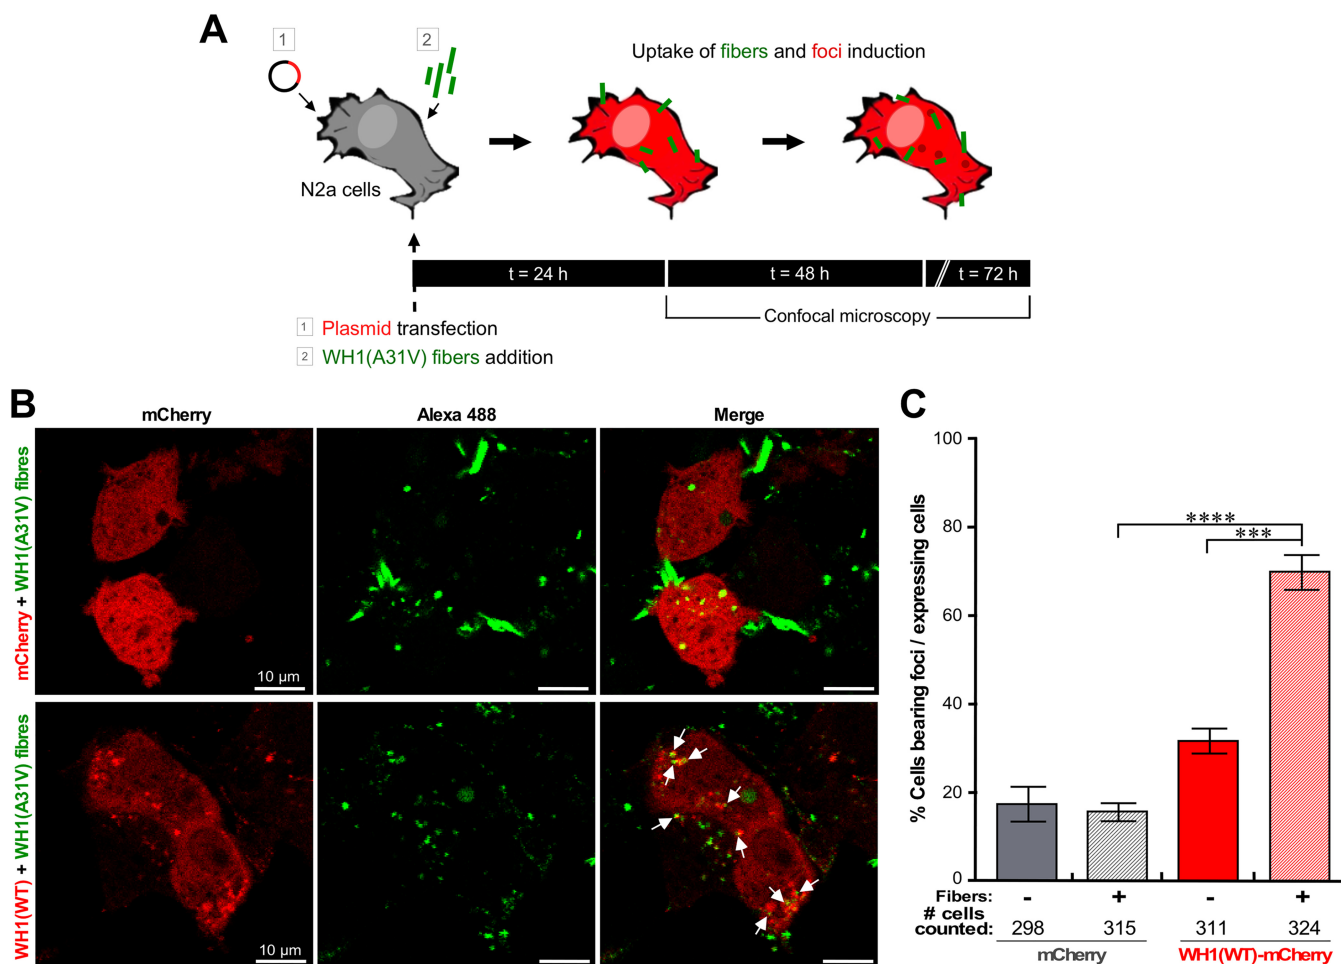 A
1
2
Uptake of fibers and foci induction
N2a cells
t = 24 h
t = 48 h
t = 72 h
Confocal microscopy
1 Plasmid transfection
2 WH1(A31V) fibers addition
B
mCherry
Alexa 488
Merge
mCherry + WH1(A31V) fibres
10 µm
WH1(WT) + WH1(A31V) fibres
10 µm
C
% Cells bearing foci / expressing cells
100
80
60
40
20
0
****
***
Fibers: - + - +
# cells
counted: 298 315 311 324
mCherry WH1(WT)-mCherry